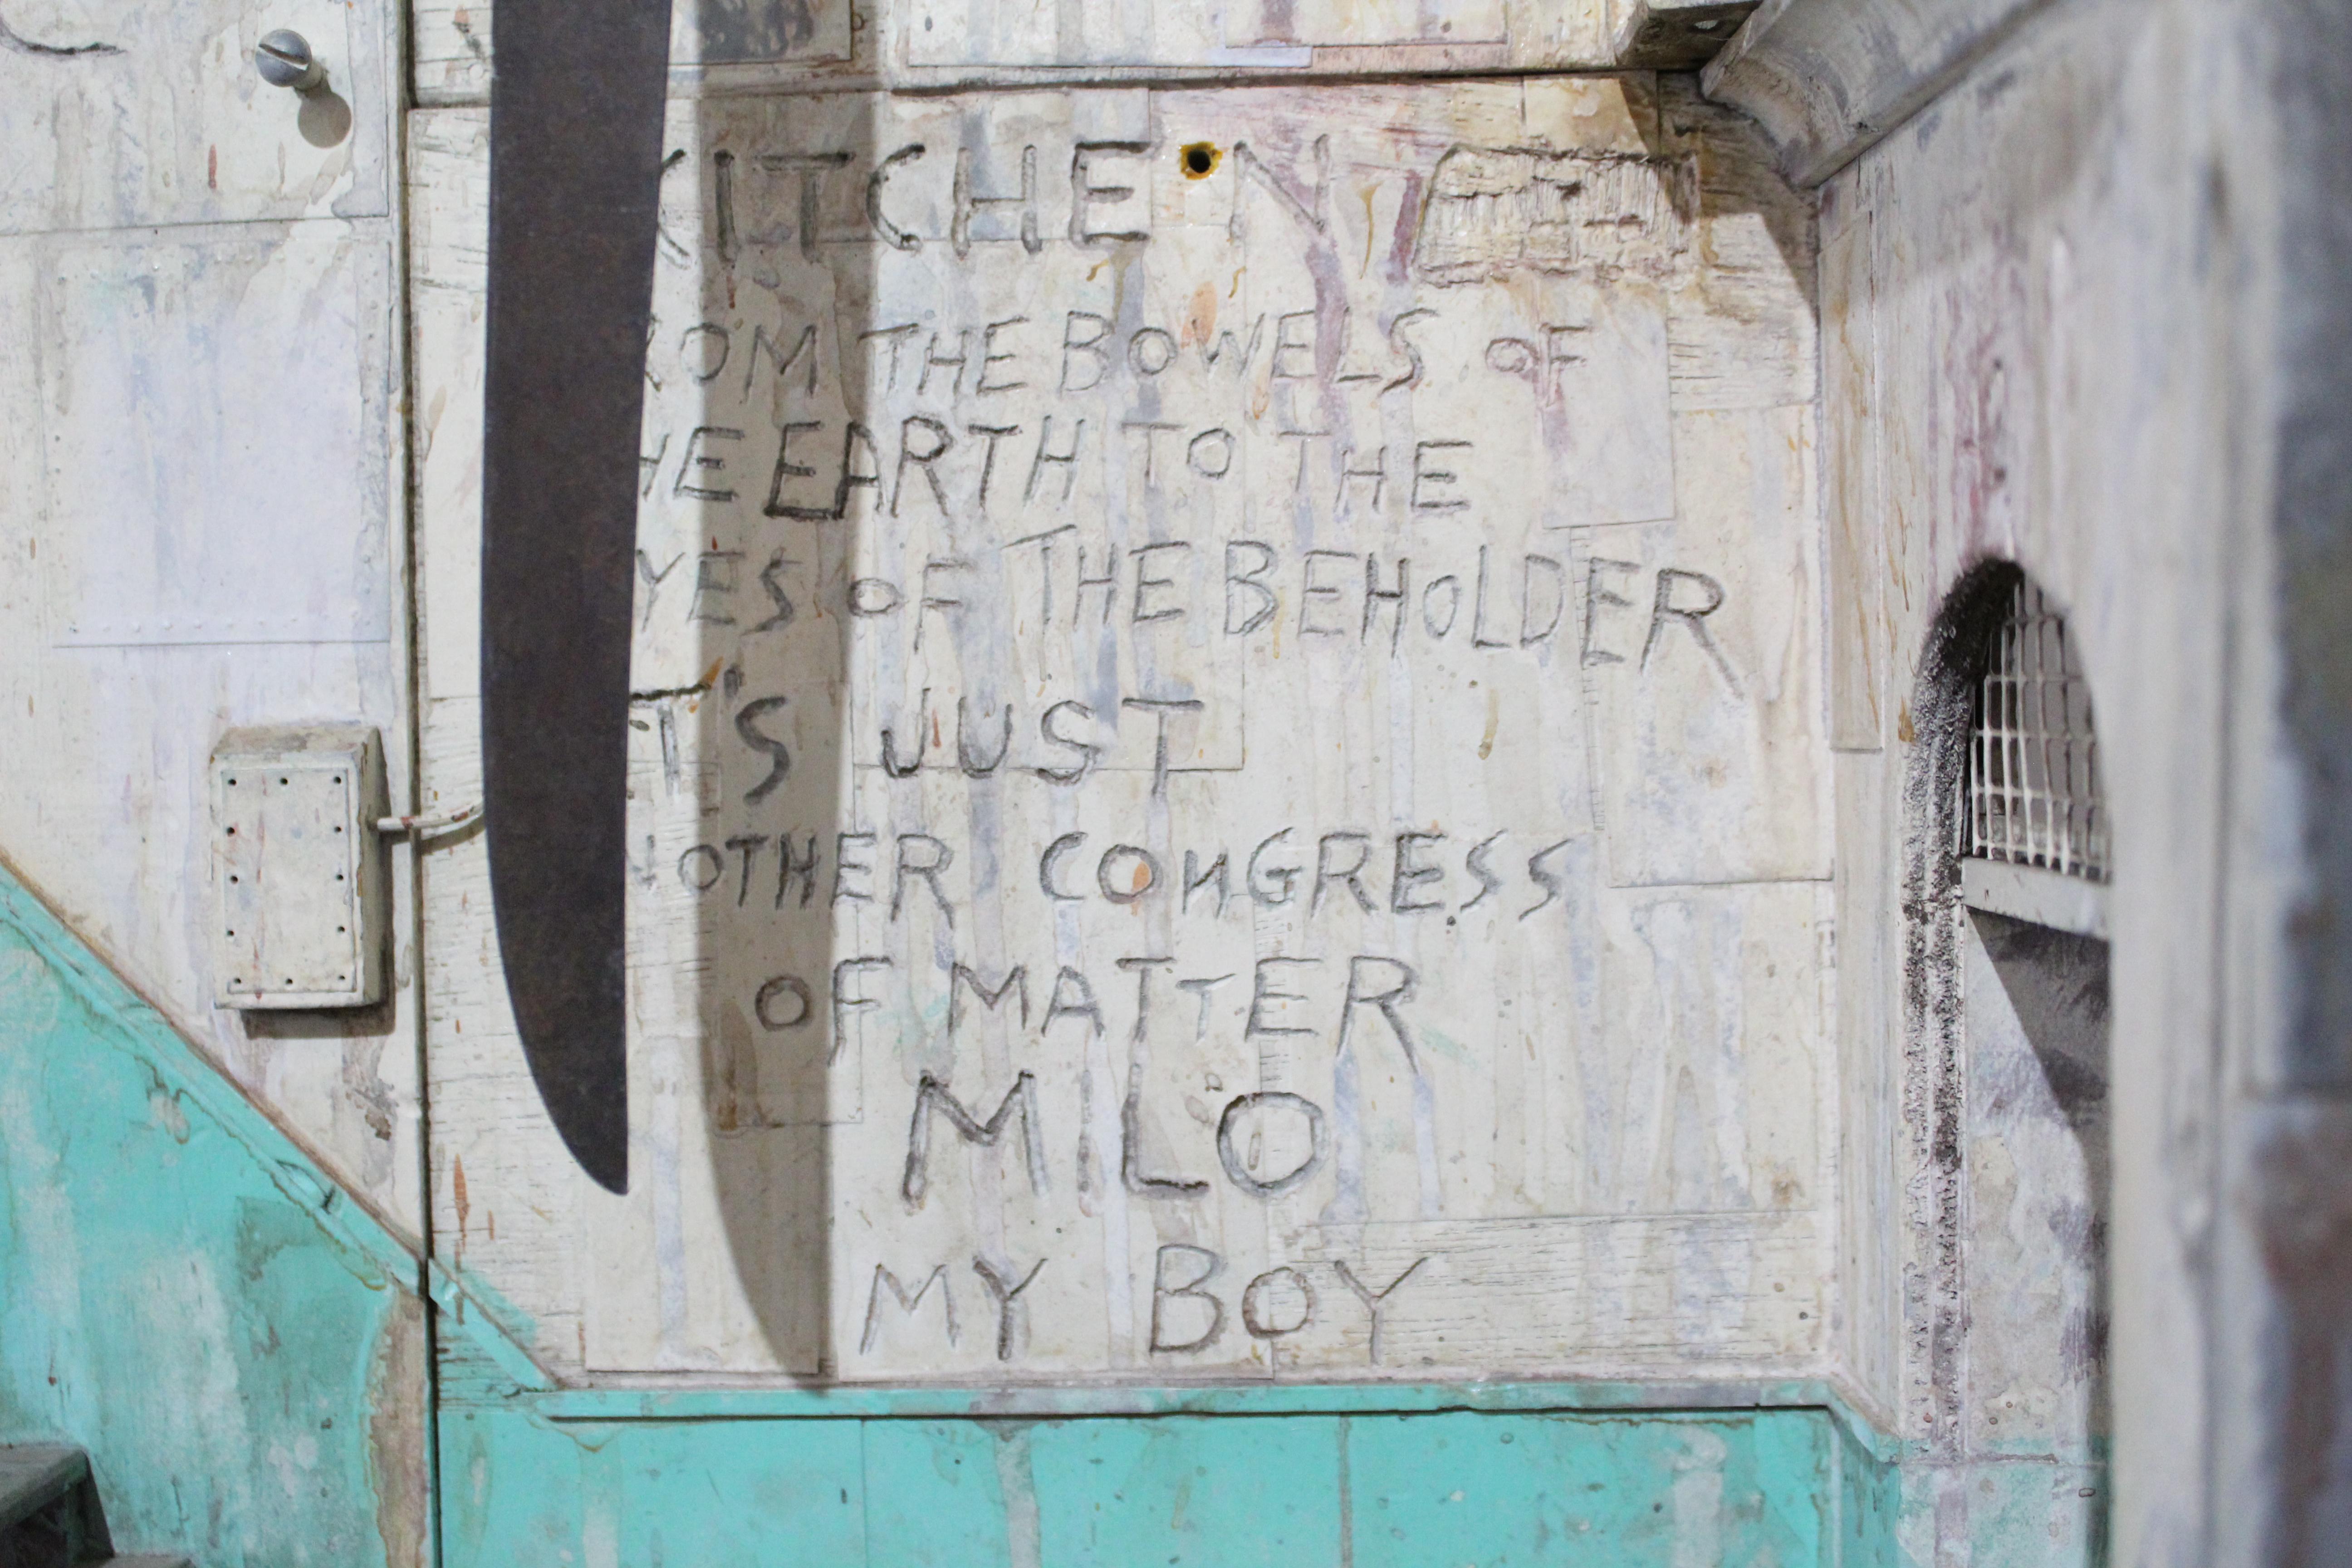 KITCHEN
ROM THE BOWELS OF
HE EARTH TO THE
YES OF THE BEHOLDER
T'S JUST
NOTHER CONGRESS
OF MATTER
MILO
MY BOY